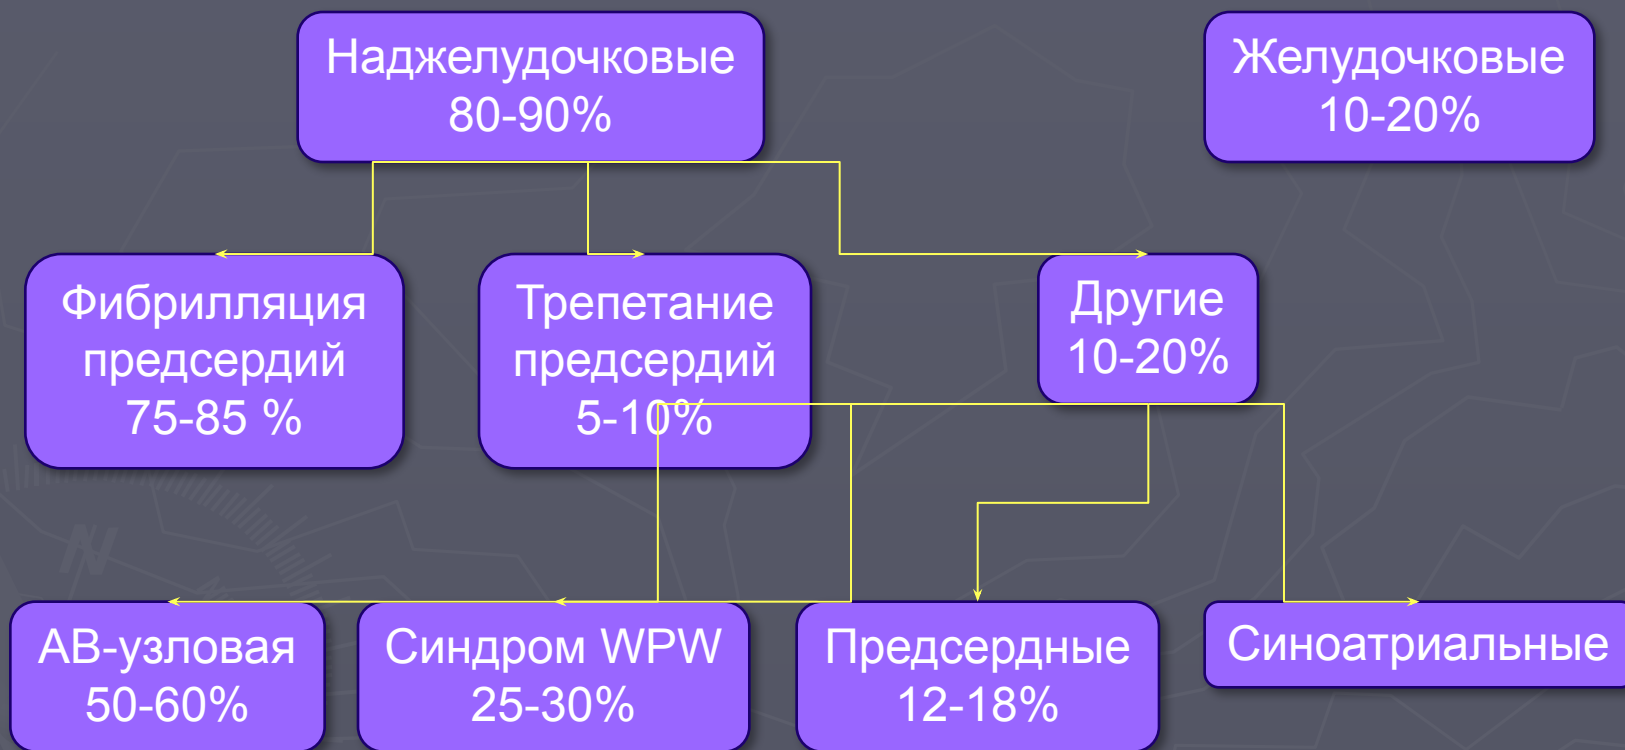 Наджелудочковые
80-90%
Желудочковые
10-20%
Фибрилляция
предсердий
75-85 %
Трепетание
предсердий
5-10%
Другие
10-20%
АВ-узловая
50-60%
Синдром WPW
25-30%
Предсердные
12-18%
Синоатриальные
N